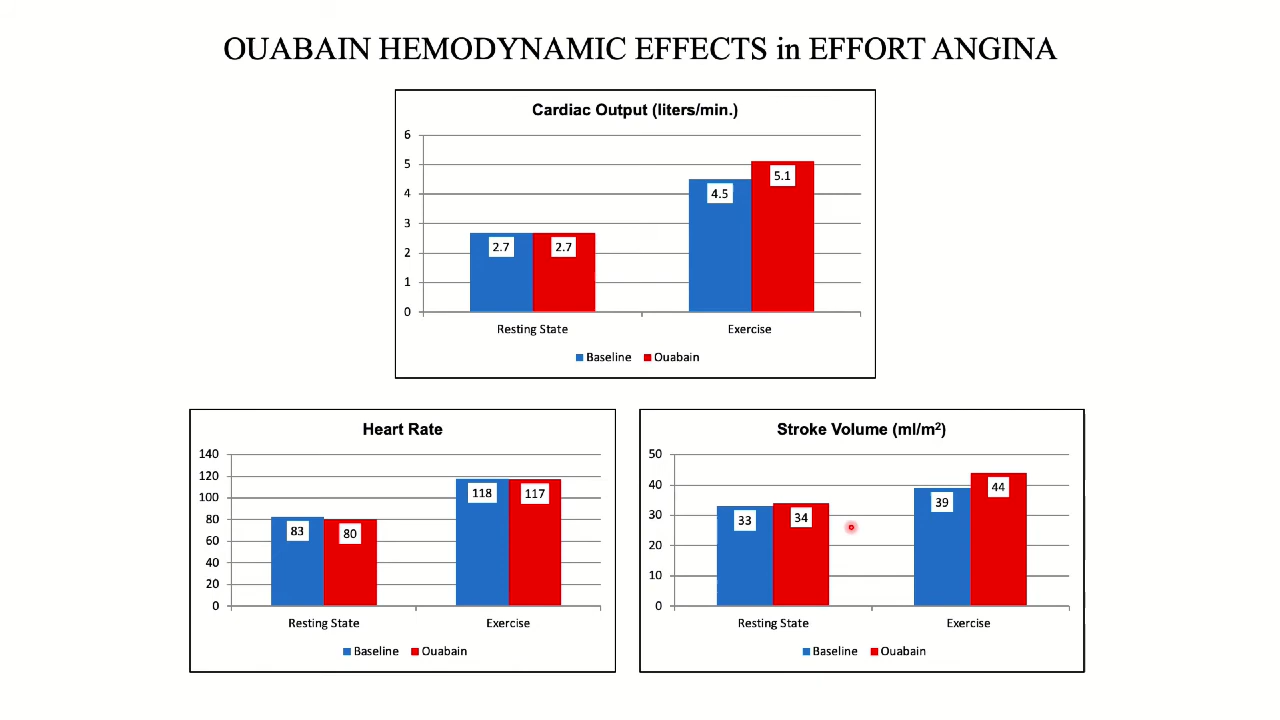 OUABAIN HEMODYNAMIC EFFECTS in EFFORT ANGINA
Cardiac Output (liters/min.)
6
5
4
3
2
1
0
2.7
2.7
4.5
5.1
Resting State
Exercise
Baseline
Ouabain
Heart Rate
140
120
100
80
60
40
20
0
83
80
118
117
Resting State
Exercise
Baseline
Ouabain
Stroke Volume (ml/m²)
50
40
30
20
10
0
33
34
39
44
Resting State
Exercise
Baseline
Ouabain